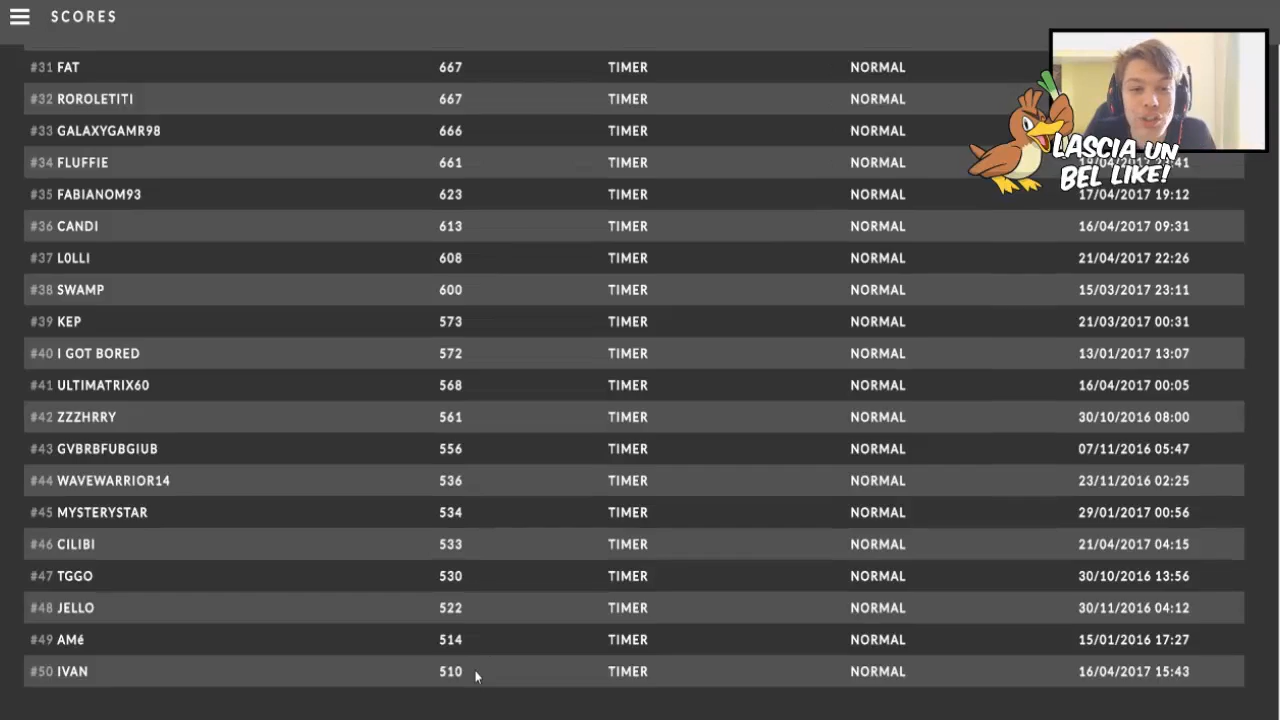 SCORES
#31 FAT 667 TIMER NORMAL
#32 ROROLETITI 667 TIMER NORMAL
#33 GALAXYGAMR98 666 TIMER NORMAL
#34 FLUFFIE 661 TIMER NORMAL
LASCIA UN BEL LIKE!
#35 FABIANOM93 623 TIMER NORMAL 17/04/2017 19:12
#36 CANDI 613 TIMER NORMAL 16/04/2017 09:31
#37 L0LLI 608 TIMER NORMAL 21/04/2017 22:26
#38 SWAMP 600 TIMER NORMAL 15/03/2017 23:11
#39 KEP 573 TIMER NORMAL 21/03/2017 00:31
#40 I GOT BORED 572 TIMER NORMAL 13/01/2017 13:07
#41 ULTIMATRIX60 568 TIMER NORMAL 16/04/2017 00:05
#42 ZZZHRRY 561 TIMER NORMAL 30/10/2016 08:00
#43 GVBRBFUBGIUB 556 TIMER NORMAL 07/11/2016 05:47
#44 WAVEWARRIOR14 536 TIMER NORMAL 23/11/2016 02:25
#45 MYSTERYSTAR 534 TIMER NORMAL 29/01/2017 00:56
#46 CILIBI 533 TIMER NORMAL 21/04/2017 04:15
#47 TGGO 530 TIMER NORMAL 30/10/2016 13:56
#48 JELLO 522 TIMER NORMAL 30/11/2016 04:12
#49 AMé 514 TIMER NORMAL 15/01/2016 17:27
#50 IVAN 510 TIMER NORMAL 16/04/2017 15:43